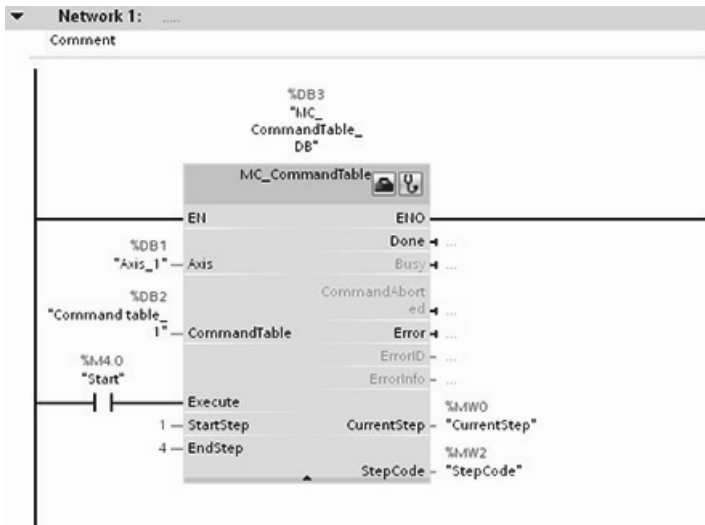 Network 1: .....
Comment
%DB3
"MC_
CommandTable_
DB"
MC_CommandTable
EN ENO
Done ...
%DB1
"Axis_1" Axis Busy ...
%DB2
"Command table_
1" CommandTable
CommandAbort
ed ...
Error ...
ErrorID ...
ErrorInfo ...
%M4.0
"Start"
Execute
1 StartStep
4 EndStep
%MW0
CurrentStep "CurrentStep"
%MW2
StepCode "StepCode"